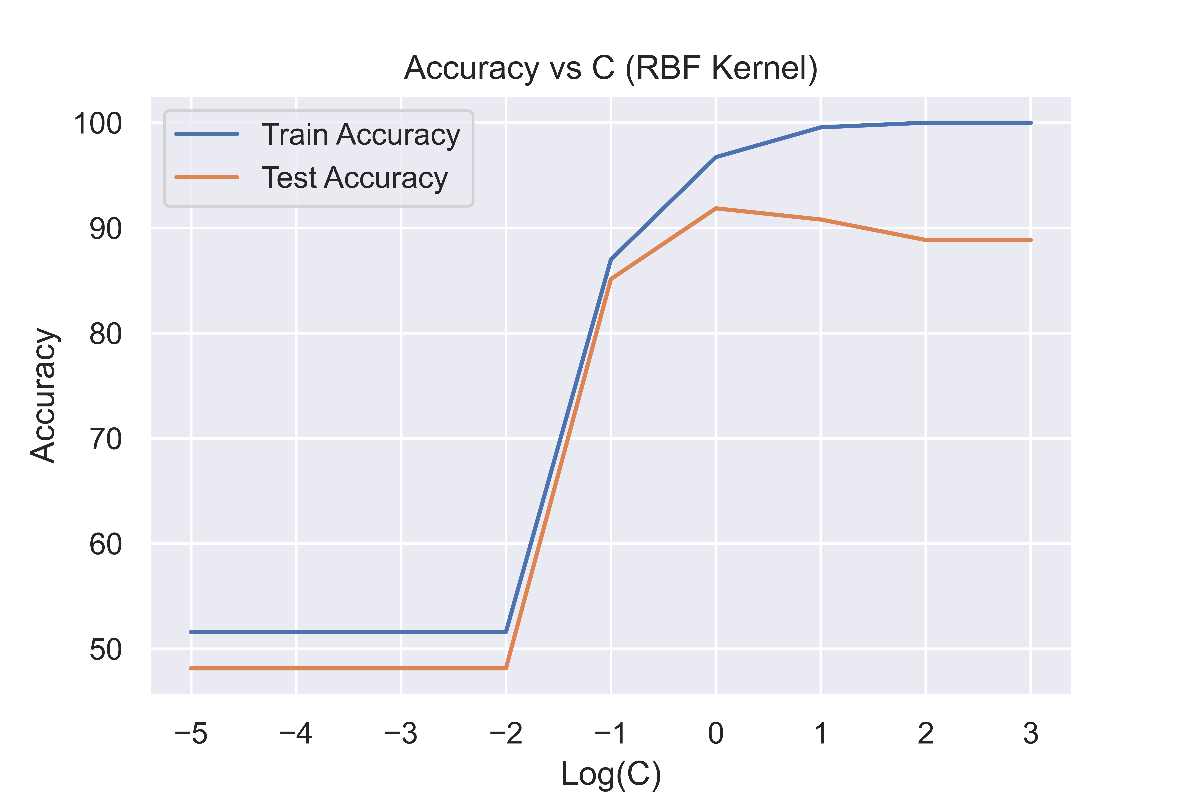 Accuracy vs C (RBF Kernel)
Train Accuracy
Test Accuracy
100
90
80
70
60
50
Accuracy
−5 −4 −3 −2 −1 0 1 2 3
Log(C)